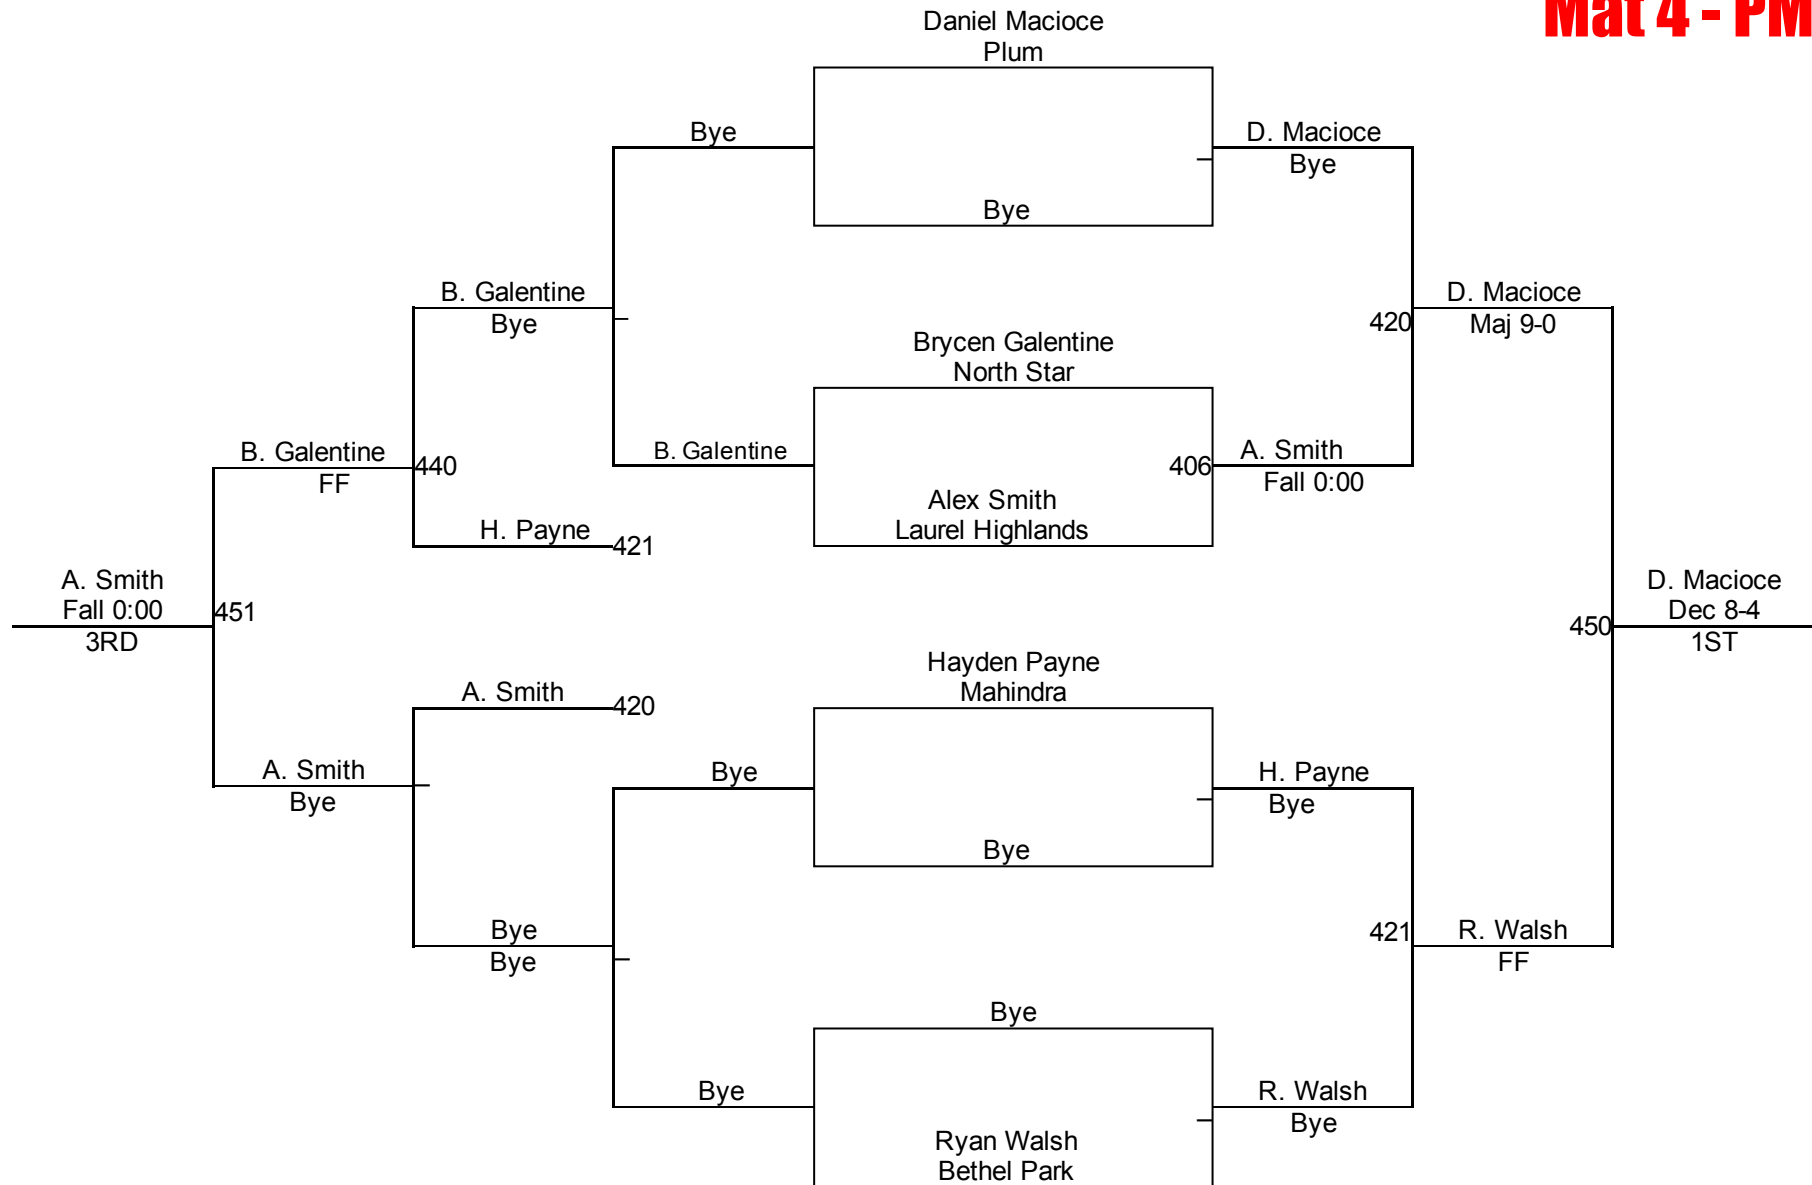 Mat 4 - PM
Daniel Macioce
Plum
Bye
D. Macioce
Bye
Bye
B. Galentine
Bye
D. Macioce
Maj 9-0
420
Brycen Galentine
North Star
B. Galentine
FF
440
B. Galentine
406
A. Smith
Fall 0:00
Alex Smith
Laurel Highlands
H. Payne
421
A. Smith
Fall 0:00
3RD
451
D. Macioce
Dec 8-4
1ST
450
Hayden Payne
Mahindra
A. Smith
420
A. Smith
Bye
Bye
H. Payne
Bye
Bye
Bye
Bye
421
R. Walsh
FF
Bye
Bye
R. Walsh
Bye
Ryan Walsh
Bethel Park